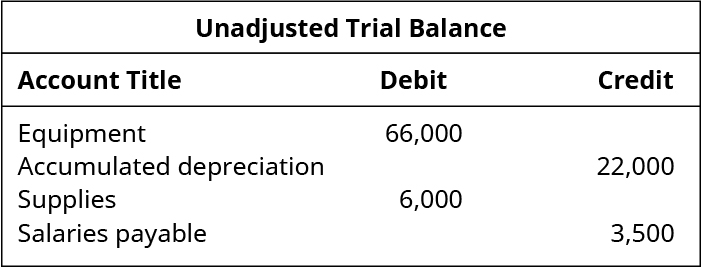 Unadjusted Trial Balance
Account Title Debit Credit
Equipment 66,000
Accumulated depreciation 22,000
Supplies 6,000
Salaries payable 3,500